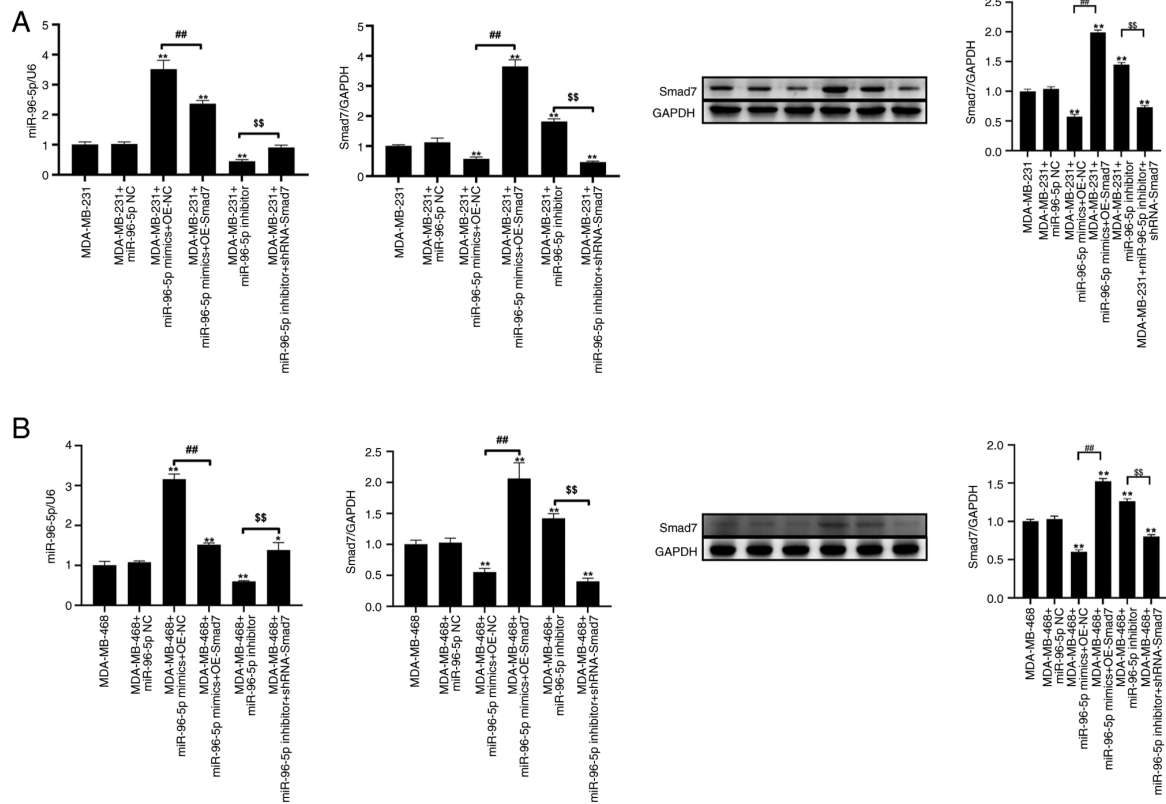 A
miR-96-5p/U6
5
4
3
2
1
0
**
##
**
**
$$
MDA-MB-231
MDA-MB-231+
miR-96-5p NC
MDA-MB-231+
miR-96-5p mimics+OE-NC
MDA-MB-231+
miR-96-5p mimics+OE-Smad7
MDA-MB-231+
miR-96-5p inhibitor
MDA-MB-231+
miR-96-5p inhibitor+shRNA-Smad7
Smad7/GAPDH
5
4
3
2
1
0
**
##
**
**
$$
**
MDA-MB-231
MDA-MB-231+
miR-96-5p NC
MDA-MB-231+
miR-96-5p mimics+OE-NC
MDA-MB-231+
miR-96-5p mimics+OE-Smad7
MDA-MB-231+
miR-96-5p inhibitor
MDA-MB-231+
miR-96-5p inhibitor+shRNA-Smad7
Smad7
GAPDH
Smad7/GAPDH
2.5
2.0
1.5
1.0
0.5
0.0
**
##
**
**
$$
**
MDA-MB-231
MDA-MB-231+
miR-96-5p NC
MDA-MB-231+
miR-96-5p mimics+OE-NC
MDA-MB-231+
miR-96-5p mimics+OE-Smad7
MDA-MB-231+
miR-96-5p inhibitor
MDA-MB-231+miR-96-5p inhibitor+
shRNA-Smad7
B
miR-96-5p/U6
4
3
2
1
0
**
##
**
**
$$
*
MDA-MB-468
MDA-MB-468+
miR-96-5p NC
MDA-MB-468+
miR-96-5p mimics+OE-NC
MDA-MB-468+
miR-96-5p mimics+OE-Smad7
MDA-MB-468+
miR-96-5p inhibitor
MDA-MB-468+
miR-96-5p inhibitor+shRNA-Smad7
Smad7/GAPDH
2.5
2.0
1.5
1.0
0.5
0.0
**
##
**
**
$$
**
MDA-MB-468
MDA-MB-468+
miR-96-5p NC
MDA-MB-468+
miR-96-5p mimics+OE-NC
MDA-MB-468+
miR-96-5p mimics+OE-Smad7
MDA-MB-468+
miR-96-5p inhibitor
MDA-MB-468+
miR-96-5p inhibitor+shRNA-Smad7
Smad7
GAPDH
Smad7/GAPDH
2.0
1.5
1.0
0.5
0.0
**
##
**
**
$$
**
MDA-MB-468
MDA-MB-468+
miR-96-5p NC
MDA-MB-468+
miR-96-5p mimics+OE-NC
MDA-MB-468+
miR-96-5p mimics+OE-Smad7
MDA-MB-468+
miR-96-5p inhibitor
MDA-MB-468+
miR-96-5p inhibitor+shRNA-Smad7